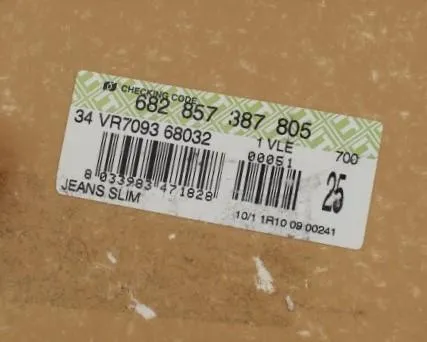 CHECKING CODE
682 857 387 805
34 VR7093 68032
1 VLE
700
00051
8 033983 471828
25
JEANS SLIM
10/1 1R10 09 00241